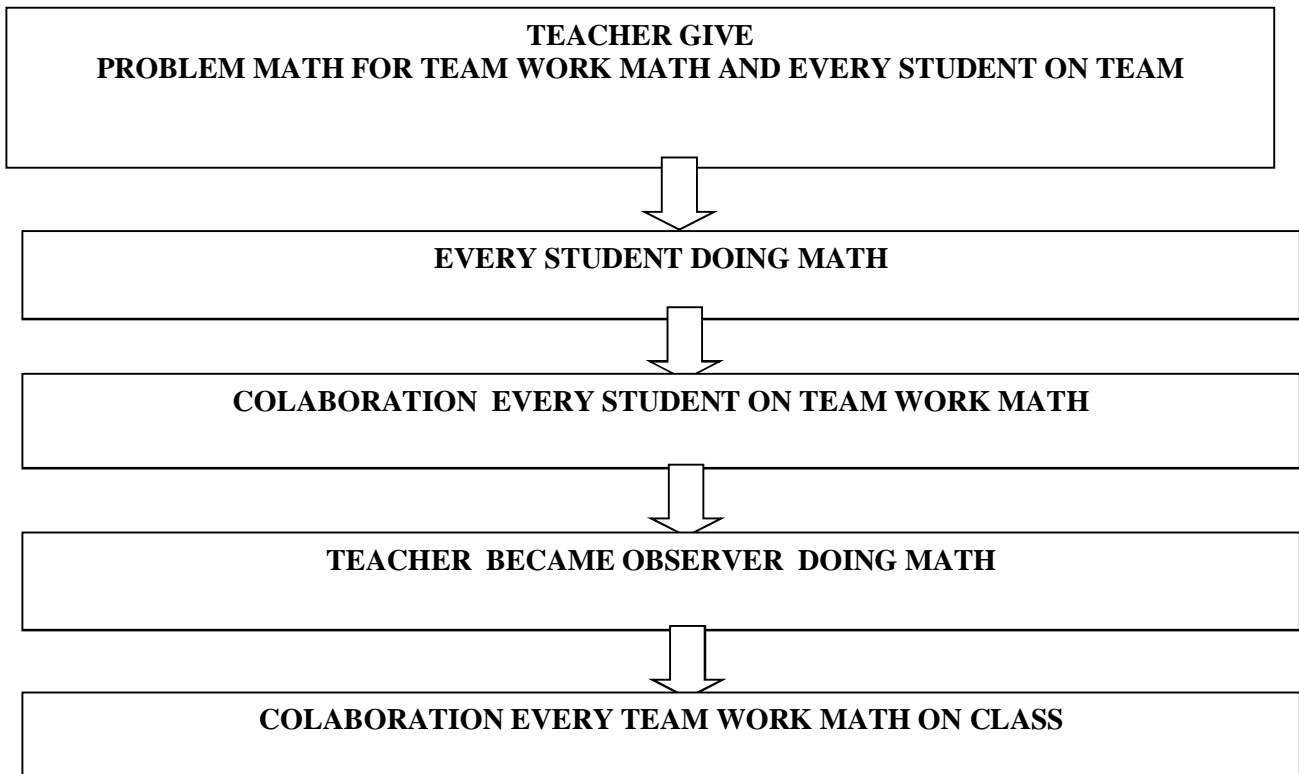 TEACHER GIVE
PROBLEM MATH FOR TEAM WORK MATH AND EVERY STUDENT ON TEAM
EVERY STUDENT DOING MATH
COLABORATION EVERY STUDENT ON TEAM WORK MATH
TEACHER BECAME OBSERVER DOING MATH
COLABORATION EVERY TEAM WORK MATH ON CLASS